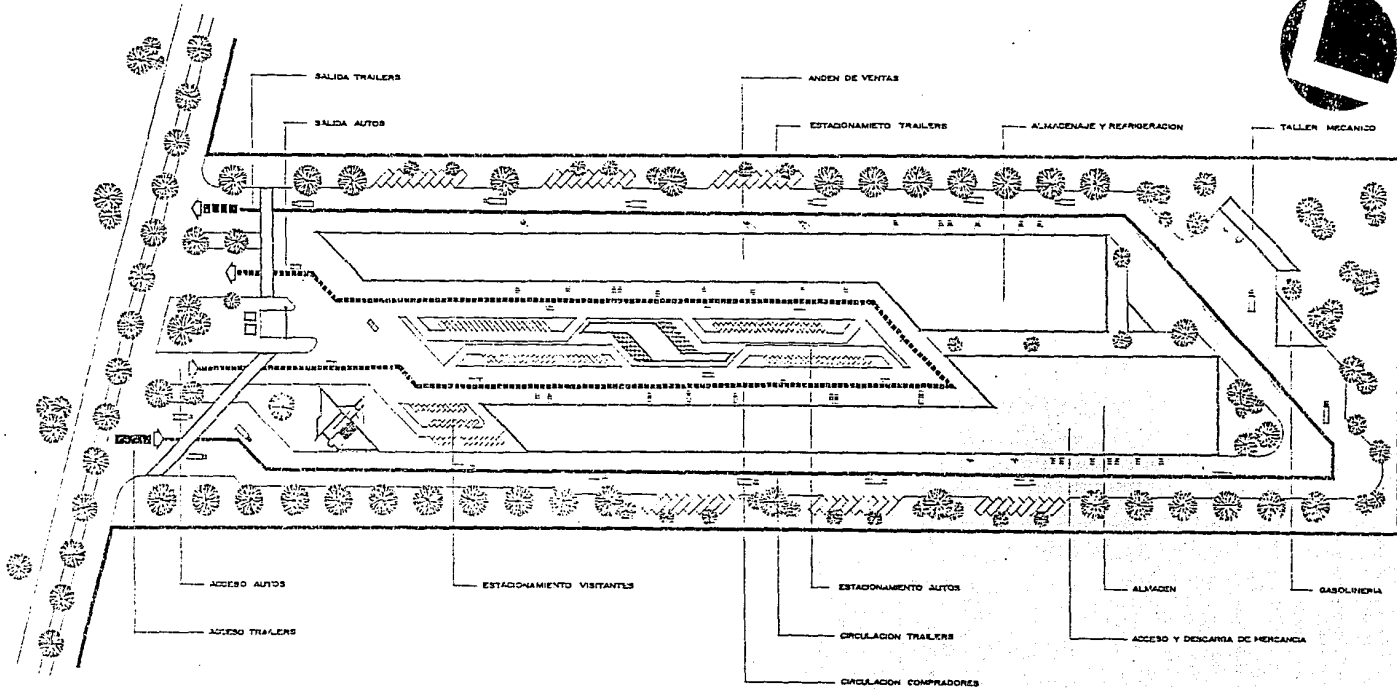 SALIDA TRAILERS
ANDEN DE VENTAS
SALIDA AUTOS
ESTACIONAMIETO TRAILERS
ALMACENAJE Y REFRIGERACION
TALLER MECANICO
ACCESO AUTOS
ESTACIONAMIENTO VISITANTES
ESTACIONAMIENTO AUTOS
ALMACEN
GASOLINERIA
ACCESO TRAILERS
CIRCULACION TRAILERS
ACCESO Y DESCARGA DE MERCANCIA
CIRCULACION COMPRADORES